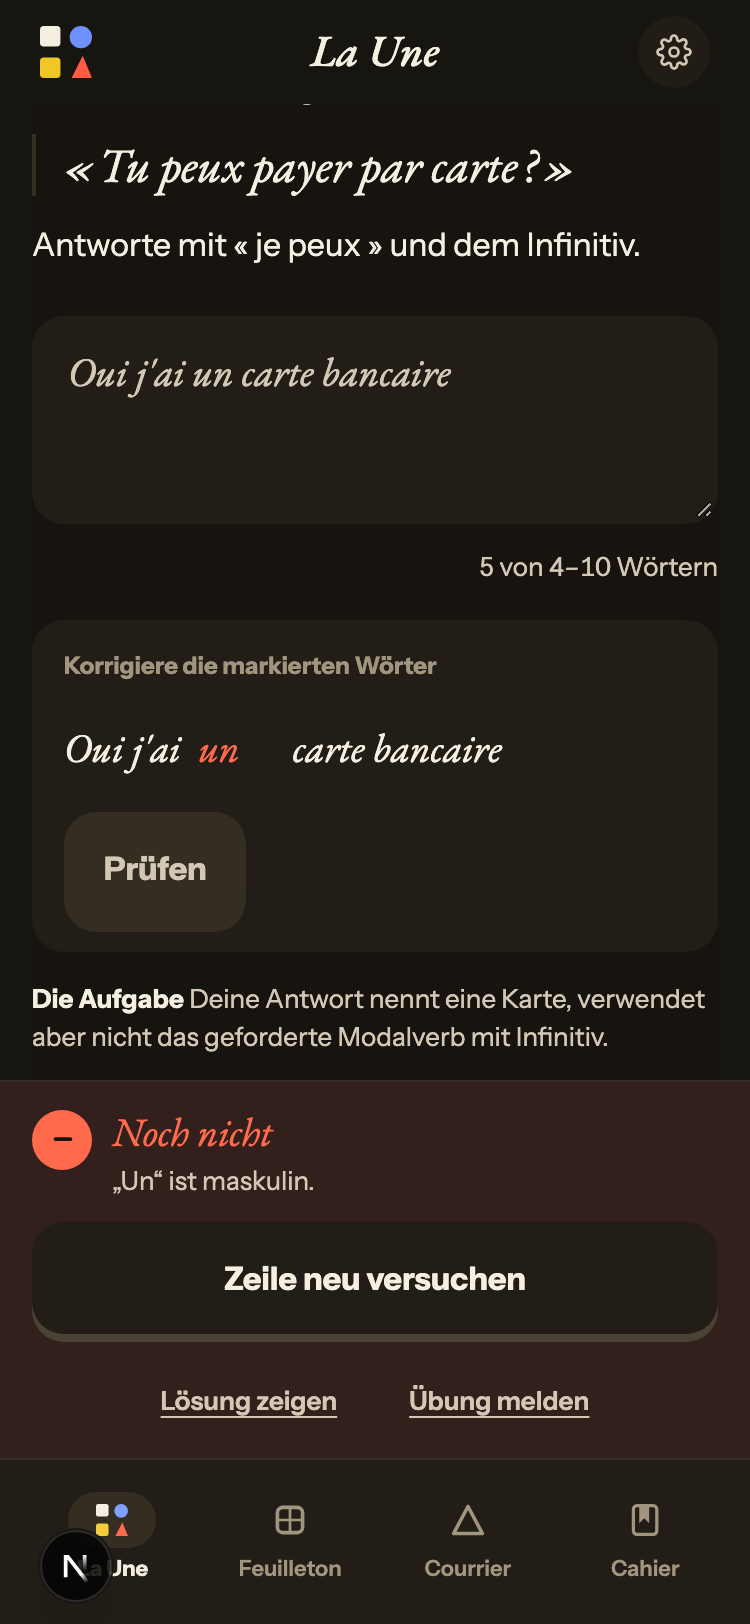 La Une
« Tu peux payer par carte ? »
Antworte mit « je peux » und dem Infinitiv.
Oui j'ai un carte bancaire
5 von 4–10 Wörtern
Korrigiere die markierten Wörter
Oui j'ai un carte bancaire
Prüfen
Die Aufgabe Deine Antwort nennt eine Karte, verwendet
aber nicht das geforderte Modalverb mit Infinitiv.
Noch nicht
„Un“ ist maskulin.
Zeile neu versuchen
Lösung zeigen Übung melden
N
La Une Feuilleton Courrier Cahier